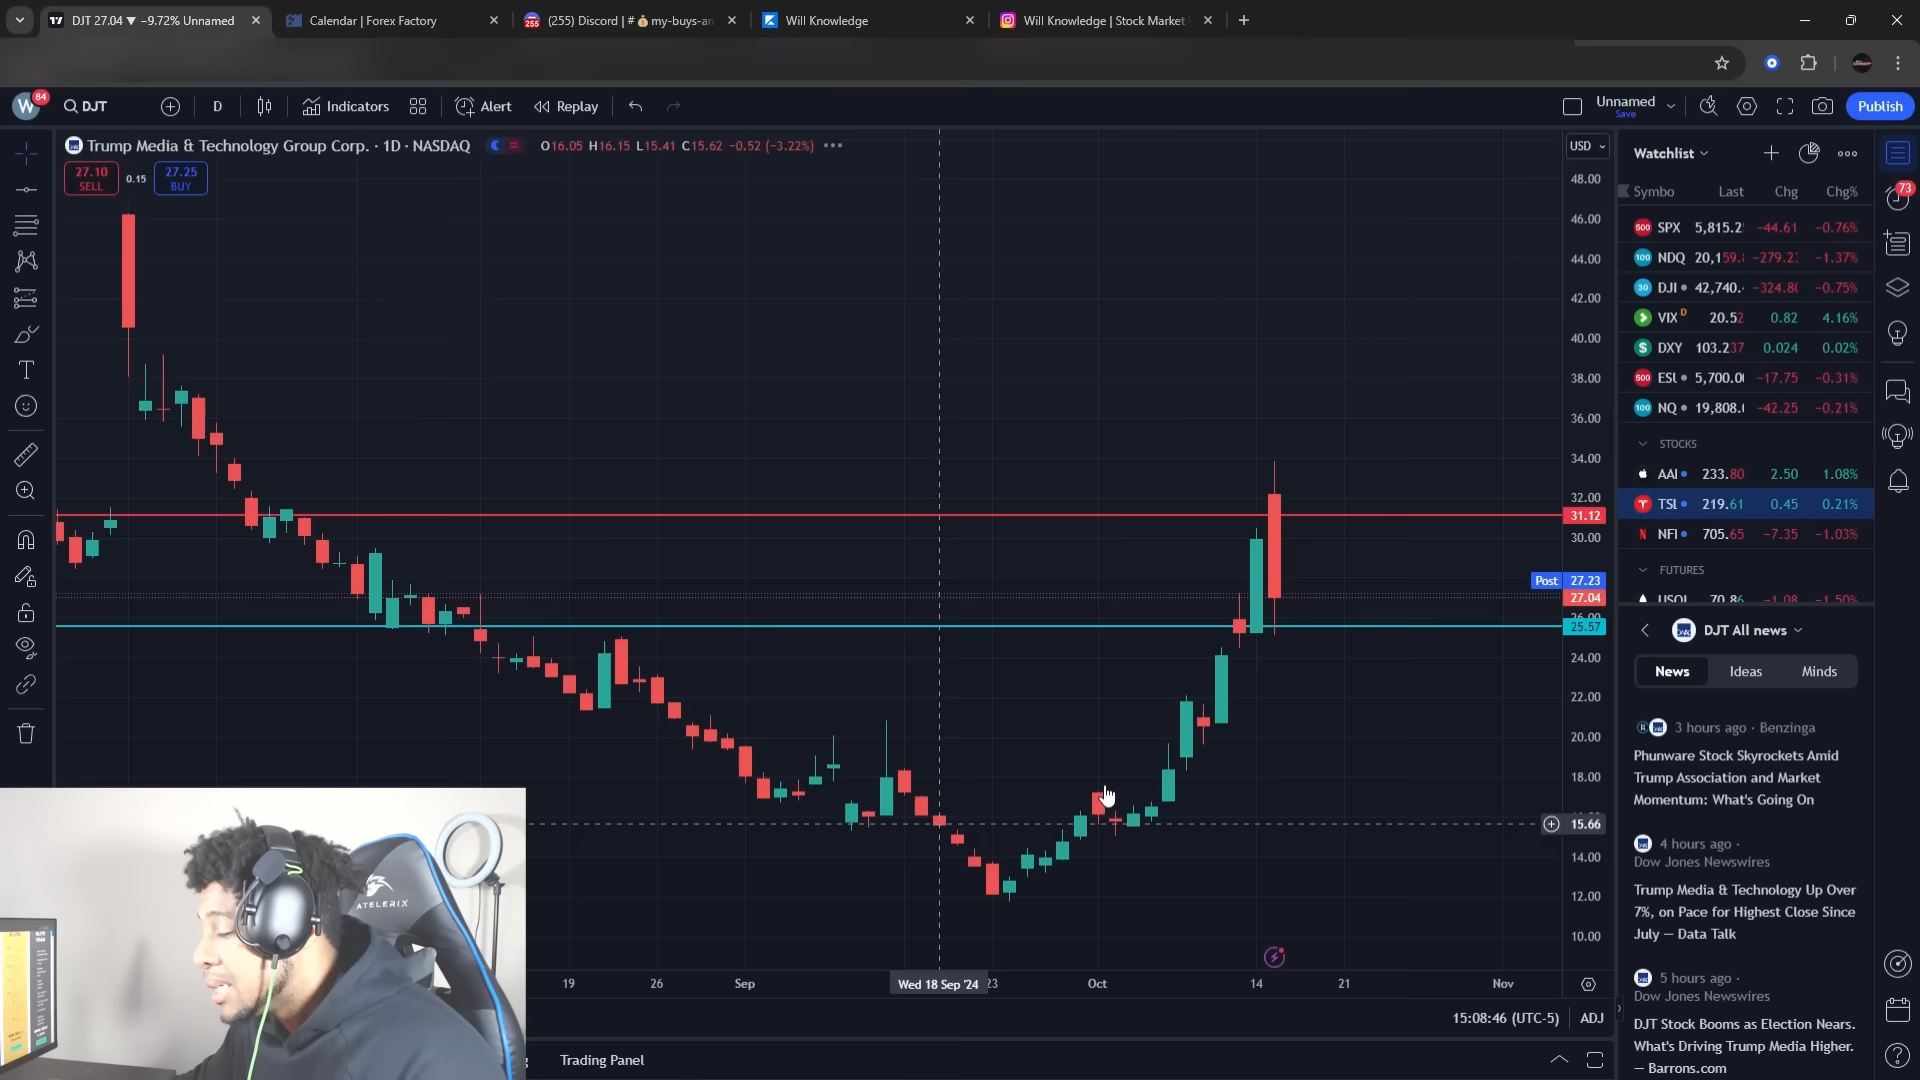 DJT 27.04 ▼ −9.72% Unnamed
Calendar | Forex Factory
(255) Discord | # 💰my-buys-an
Will Knowledge
Will Knowledge | Stock Market
W
84
DJT
D
Indicators
Alert
Replay
Unnamed
Save
Publish
Trump Media & Technology Group Corp. · 1D · NASDAQ
O16.05 H16.15 L15.41 C15.62 −0.52 (−3.22%)
27.10
SELL
0.15
27.25
BUY
USD
48.00
46.00
44.00
42.00
40.00
38.00
36.00
34.00
32.00
31.12
30.00
Post 27.23
27.04
26.00
25.57
24.00
22.00
20.00
18.00
15.66
14.00
12.00
10.00
19
26
Sep
Wed 18 Sep '24
23
Oct
14
21
Nov
15:08:46 (UTC-5)
ADJ
Trading Panel
Watchlist
Symbo Last Chg Chg%
SPX 5,815.2 −44.61 −0.76%
NDQ 20,159. −279.2 −1.37%
DJI 42,740. −324.8 −0.75%
VIX D 20.52 0.82 4.16%
DXY 103.237 0.024 0.02%
ES 5,700.0 −17.75 −0.31%
NQ 19,808. −42.25 −0.21%
STOCKS
AA 233.80 2.50 1.08%
TS 219.61 0.45 0.21%
NF 705.65 −7.35 −1.03%
FUTURES
USO 70.86 −1.08 −1.50%
73
DJT All news
News
Ideas
Minds
3 hours ago · Benzinga
Phunware Stock Skyrockets Amid
Trump Association and Market
Momentum: What's Going On
4 hours ago ·
Dow Jones Newswires
Trump Media & Technology Up Over
7%, on Pace for Highest Close Since
July — Data Talk
5 hours ago ·
Dow Jones Newswires
DJT Stock Booms as Election Nears.
What's Driving Trump Media Higher.
— Barrons.com
ATELERIX